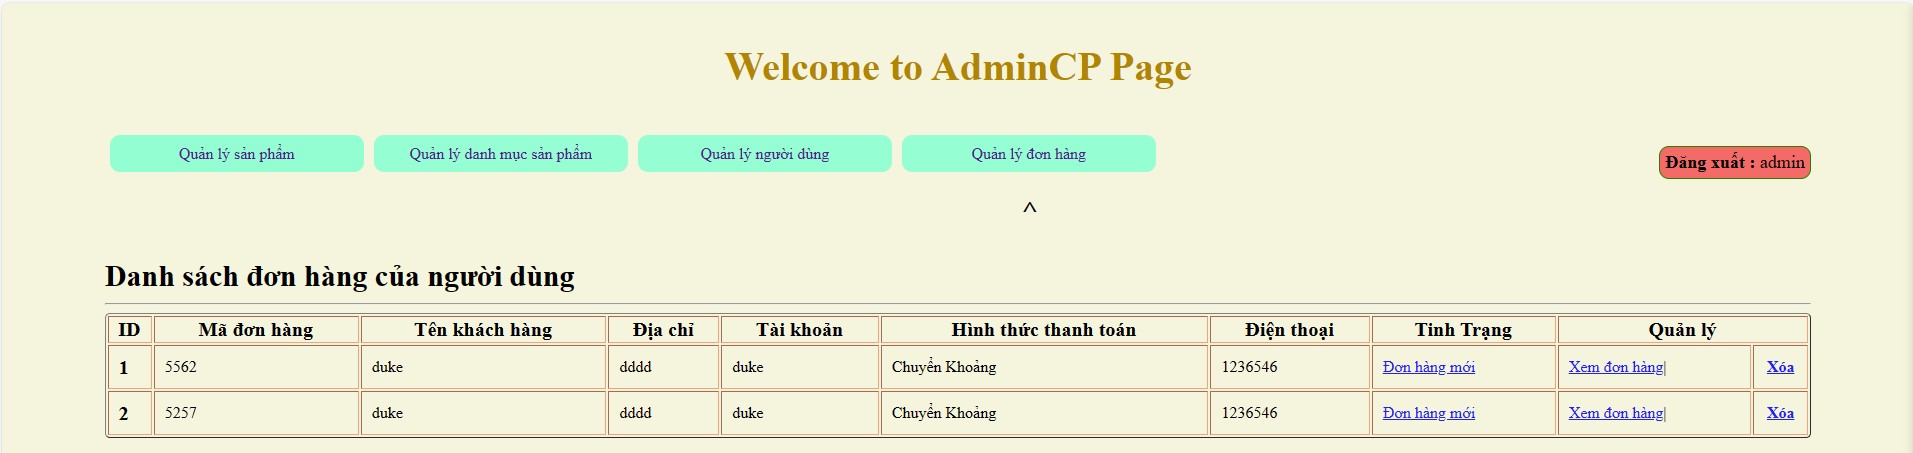 Welcome to AdminCP Page
Quản lý sản phẩm Quản lý danh mục sản phẩm Quản lý người dùng Quản lý đơn hàng
Đăng xuất : admin
^
Danh sách đơn hàng của người dùng
ID Mã đơn hàng Tên khách hàng Địa chỉ Tài khoản Hình thức thanh toán Điện thoại Tinh Trạng Quản lý
1 5562 duke dddd duke Chuyển Khoảng 1236546 Đơn hàng mới Xem đơn hàng| Xóa
2 5257 duke dddd duke Chuyển Khoảng 1236546 Đơn hàng mới Xem đơn hàng| Xóa